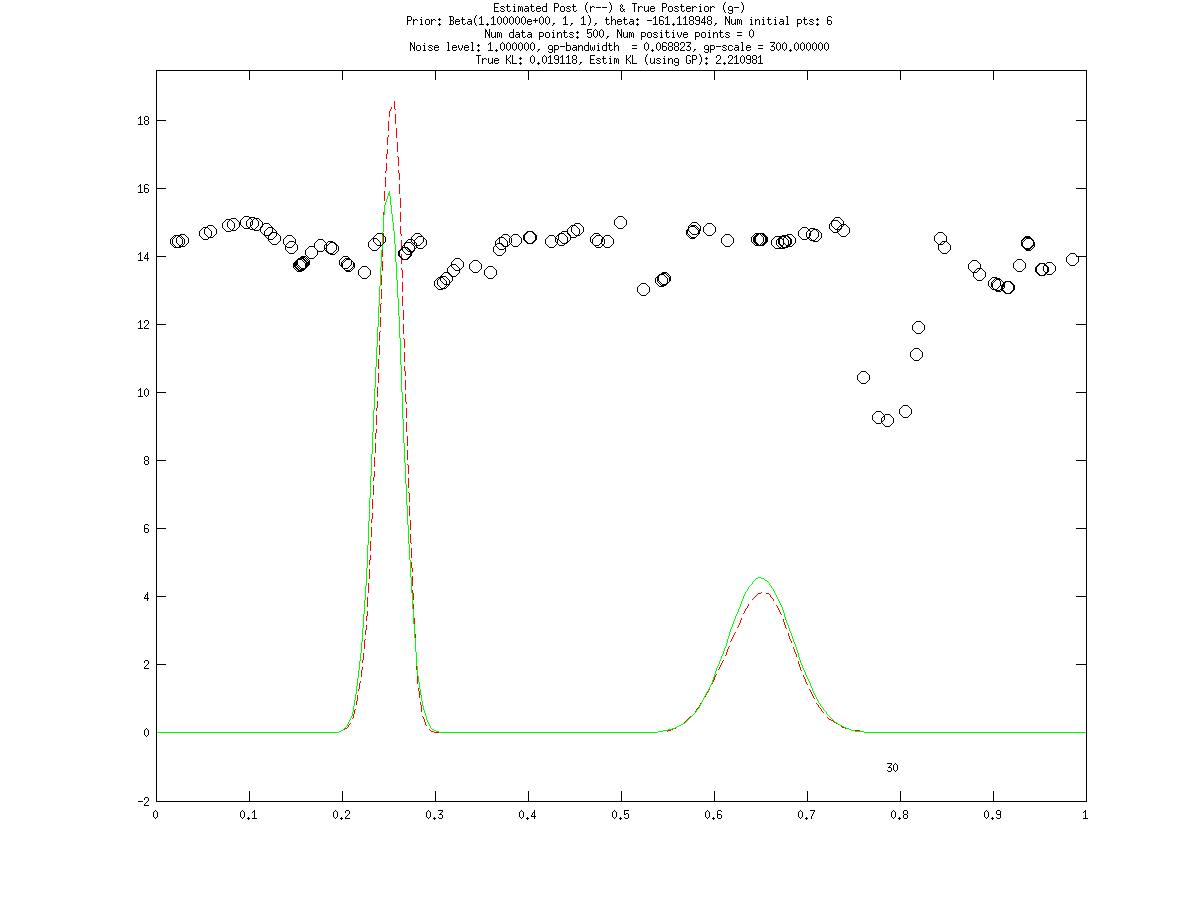 Estimated Post (r--) & True Posterior (g-)
Prior: Beta(1.100000e+00, 1, 1), theta: -161.118948, Num initial pts: 6
Num data points: 500, Num positive points = 0
Noise level: 1.000000, gp-bandwidth  = 0.068823, gp-scale = 300.000000
True KL: 0.019118, Estim KL (using GP): 2.210981
18
16
14
12
10
8
6
4
2
0
30
-2
0 0.1 0.2 0.3 0.4 0.5 0.6 0.7 0.8 0.9 1